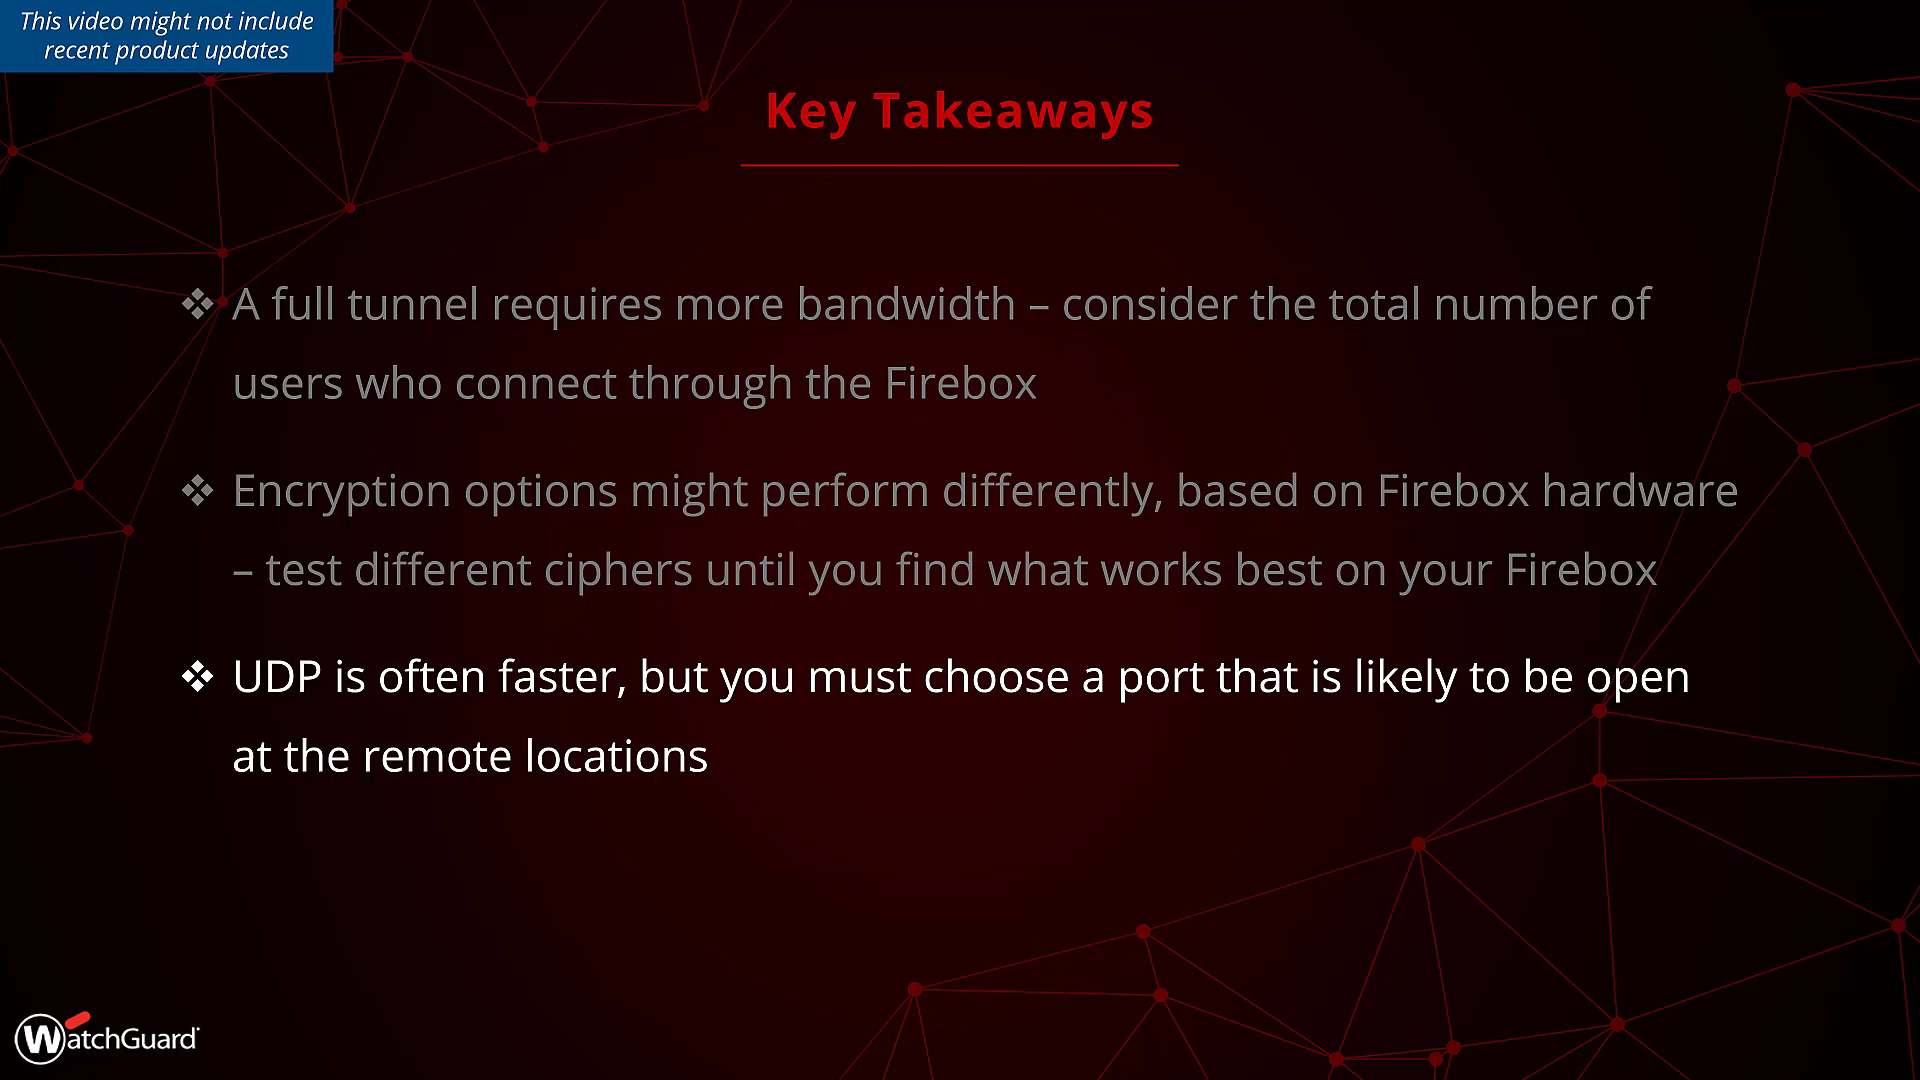 This video might not include
recent product updates
Key Takeaways
❖ A full tunnel requires more bandwidth – consider the total number of
users who connect through the Firebox
❖ Encryption options might perform differently, based on Firebox hardware
– test different ciphers until you find what works best on your Firebox
❖ UDP is often faster, but you must choose a port that is likely to be open
at the remote locations
WatchGuard